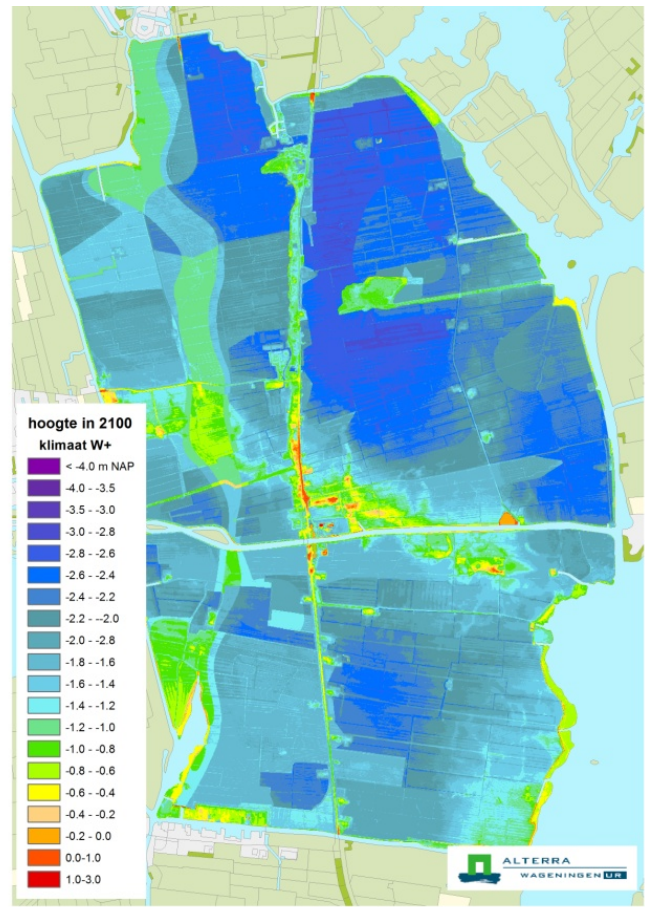 hoogte in 2100
klimaat W+
< -4.0 m NAP
-4.0 - -3.5
-3.5 - -3.0
-3.0 - -2.8
-2.8 - -2.6
-2.6 - -2.4
-2.4 - -2.2
-2.2 - --2.0
-2.0 - -2.8
-1.8 - -1.6
-1.6 - -1.4
-1.4 - -1.2
-1.2 - -1.0
-1.0 - -0.8
-0.8 - -0.6
-0.6 - -0.4
-0.4 - -0.2
-0.2 - 0.0
0.0-1.0
1.0-3.0
ALTERRA
WAGENINGEN UR